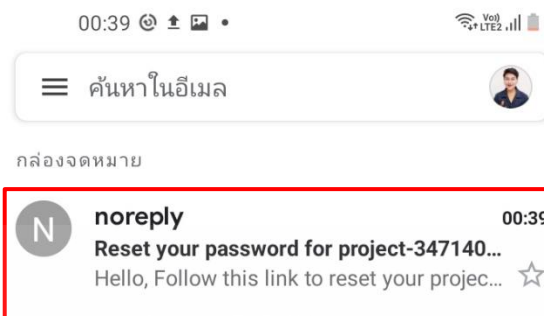 00:39
Vo)) LTE2
ค้นหาในอีเมล
กล่องจดหมาย
N
noreply 00:39
Reset your password for project-347140...
Hello, Follow this link to reset your projec...